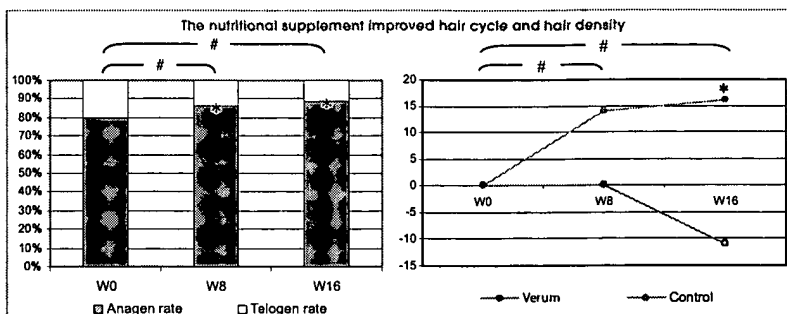 The nutritional supplement improved hair cycle and hair density
#
#
100%
90%
80%
70%
60%
50%
40%
30%
20%
10%
0%
*
*
W0
W8
W16
Anagen rate
Telogen rate
#
#
20
15
10
5
0
-5
-10
-15
*
W0
W8
W16
Verum
Control